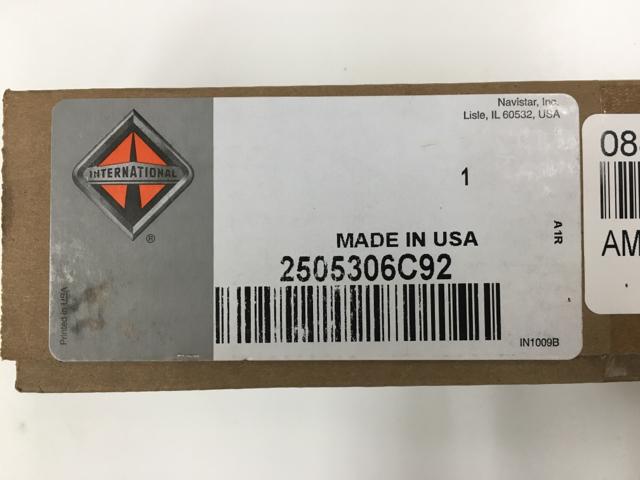 INTERNATIONAL
®
Printed in USA
Navistar, Inc.
Lisle, IL 60532, USA
1
A1R
MADE IN USA
2505306C92
IN1009B
08
AM